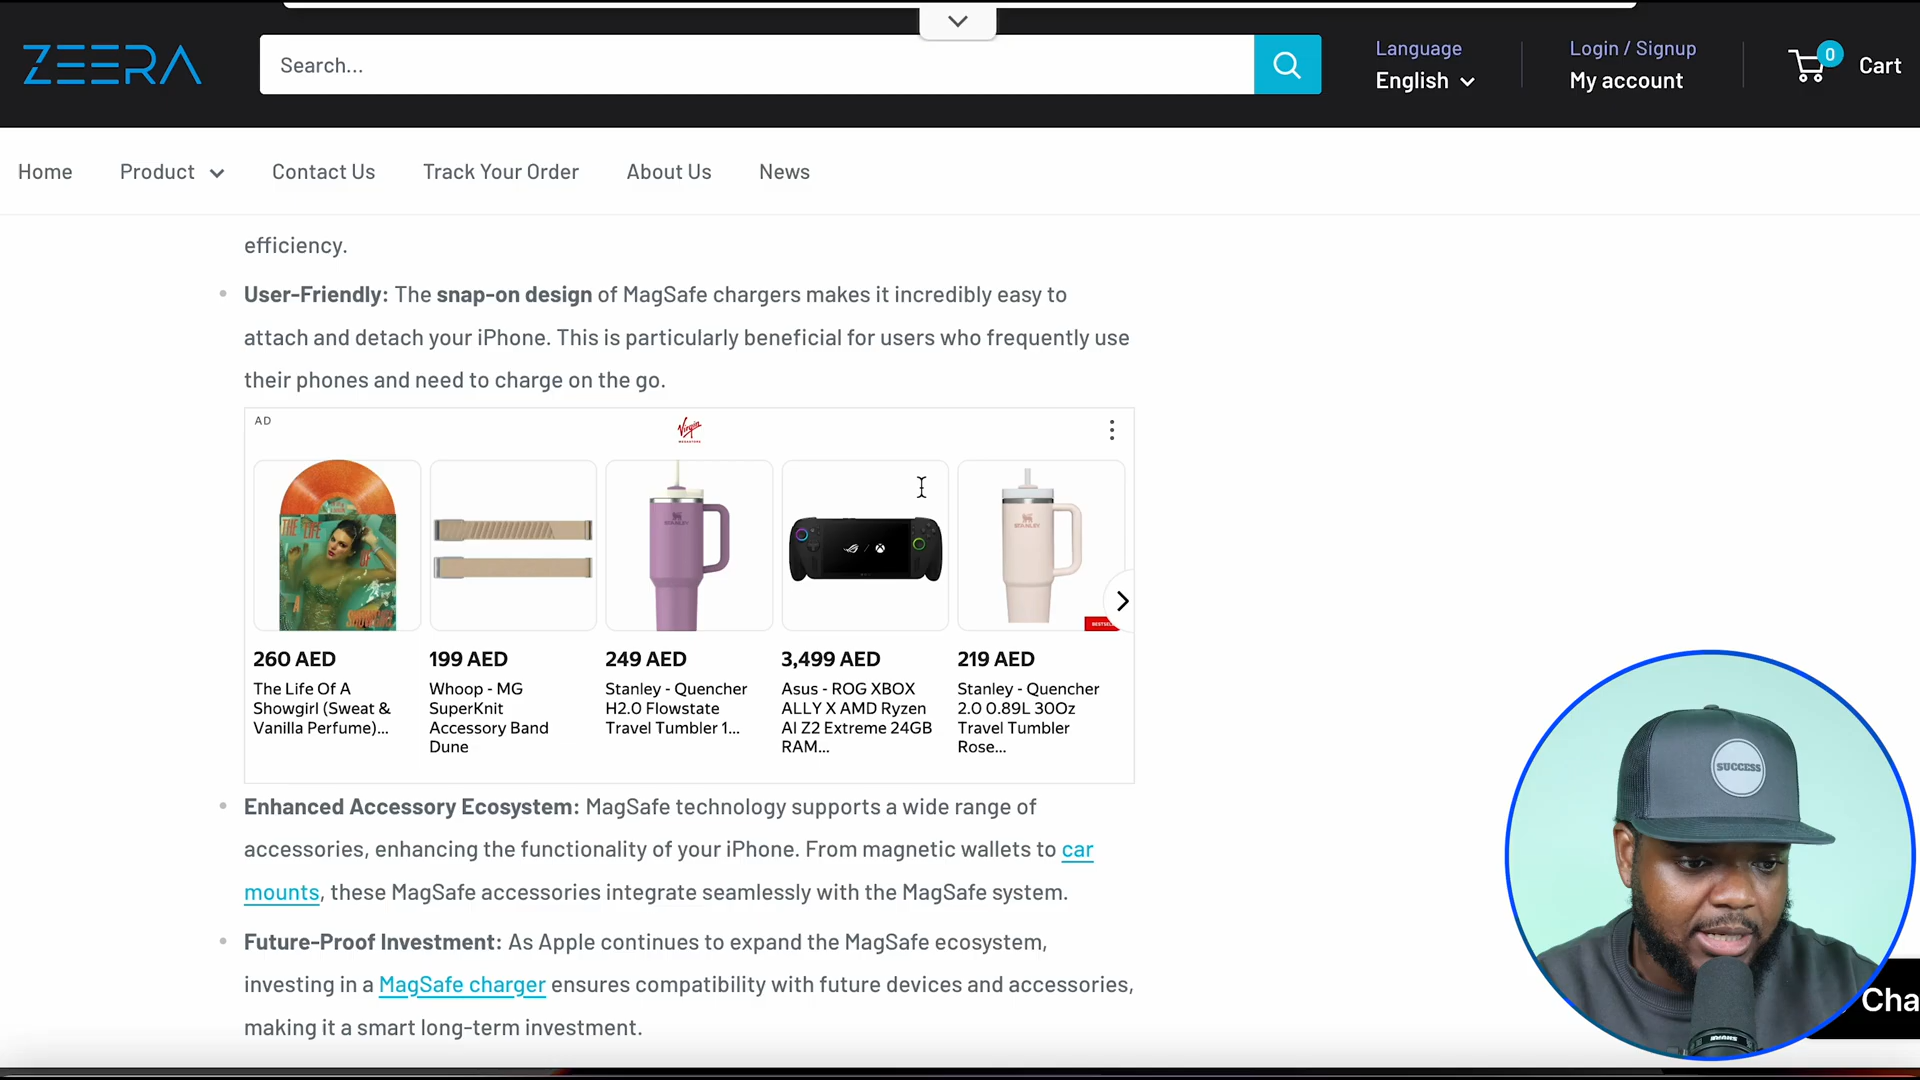 ZEERA
Search...
Language
English
Login / Signup
My account
0
Cart
Home
Product
Contact Us
Track Your Order
About Us
News
efficiency.
User-Friendly: The snap-on design of MagSafe chargers makes it incredibly easy to
attach and detach your iPhone. This is particularly beneficial for users who frequently use
their phones and need to charge on the go.
AD
Virgin
MEGASTORE
THE LIFE
OF
A
SHOWGIRL
STANLEY
STANLEY
260 AED
The Life Of A
Showgirl (Sweat &
Vanilla Perfume)...
199 AED
Whoop - MG
SuperKnit
Accessory Band
Dune
249 AED
Stanley - Quencher
H2.0 Flowstate
Travel Tumbler 1...
3,499 AED
Asus - ROG XBOX
ALLY X AMD Ryzen
AI Z2 Extreme 24GB
RAM...
219 AED
Stanley - Quencher
2.0 0.89L 30Oz
Travel Tumbler
Rose...
Enhanced Accessory Ecosystem: MagSafe technology supports a wide range of
accessories, enhancing the functionality of your iPhone. From magnetic wallets to car
mounts, these MagSafe accessories integrate seamlessly with the MagSafe system.
Future-Proof Investment: As Apple continues to expand the MagSafe ecosystem,
investing in a MagSafe charger ensures compatibility with future devices and accessories,
making it a smart long-term investment.
SUCCESS
Cha